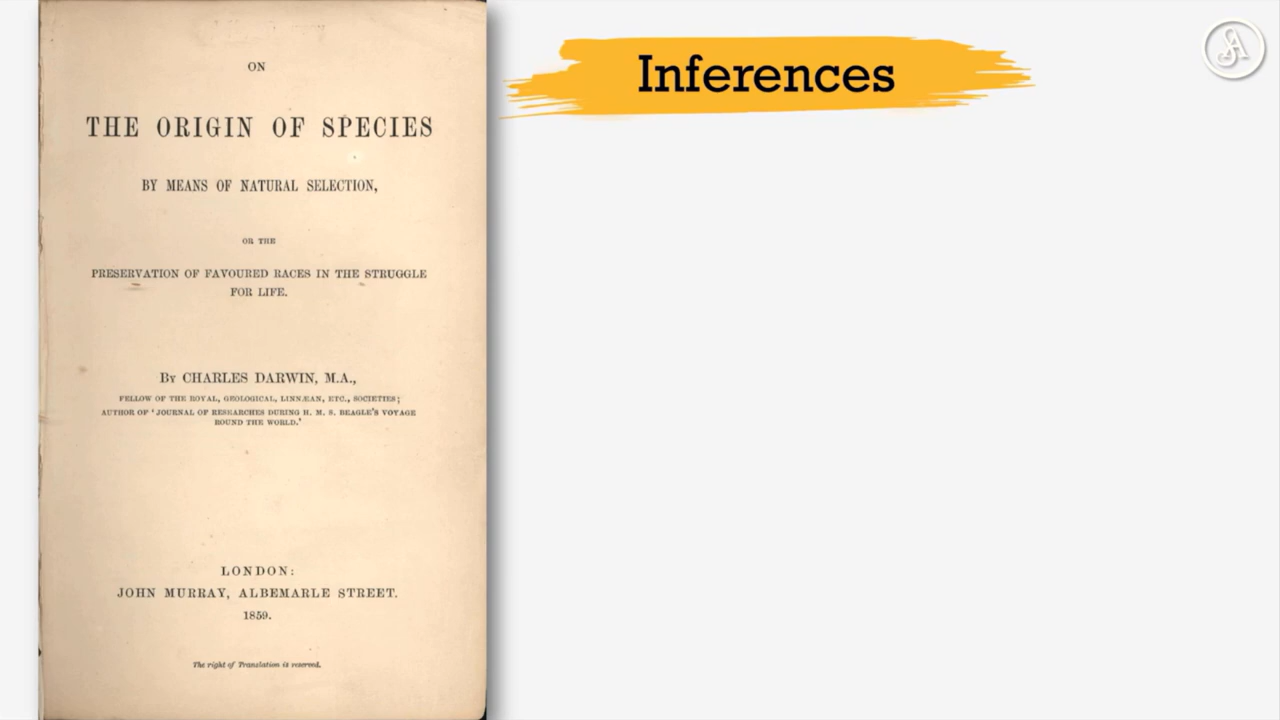 ON
THE ORIGIN OF SPECIES
BY MEANS OF NATURAL SELECTION,
OR THE
PRESERVATION OF FAVOURED RACES IN THE STRUGGLE
FOR LIFE.
By CHARLES DARWIN, M.A.,
FELLOW OF THE ROYAL, GEOLOGICAL, LINNÆAN, ETC., SOCIETIES;
AUTHOR OF 'JOURNAL OF RESEARCHES DURING H. M. S. BEAGLE'S VOYAGE
ROUND THE WORLD.'
LONDON:
JOHN MURRAY, ALBEMARLE STREET.
1859.
The right of Translation is reserved.
Inferences